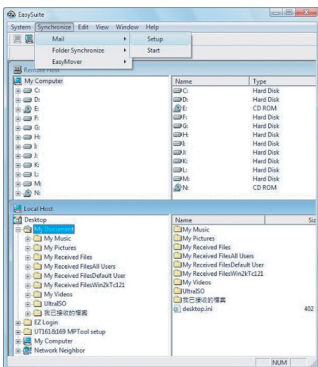 EasySuite
System Synchronize Edit View Window Help
Mail Setup
Folder Synchronize Start
EasyMover
Remote Host
My Computer
C:
D:
E:
F:
G:
H:
I:
J:
K:
L:
M:
N:
Name Type
C: Hard Disk
D: Hard Disk
E: CD ROM
F: Hard Disk
G: Hard Disk
H: Hard Disk
I: Hard Disk
J: Hard Disk
K: Hard Disk
L: Hard Disk
M: Hard Disk
N: CD ROM
Local Host
Desktop
My Document
My Music
My Pictures
My Received Files
My Received FilesAll Users
My Received FilesDefault User
My Received FilesWin2kTc121
My Videos
UltraISO
我已接收的檔案
EZ Login
UT161&169 MPTool setup
My Computer
Network Neighbor
Name Siz
My Music
My Pictures
My Received Files
My Received FilesAll Users
My Received FilesDefault User
My Received FilesWin2kTc121
My Videos
UltraISO
我已接收的檔案
desktop.ini 402
NUM